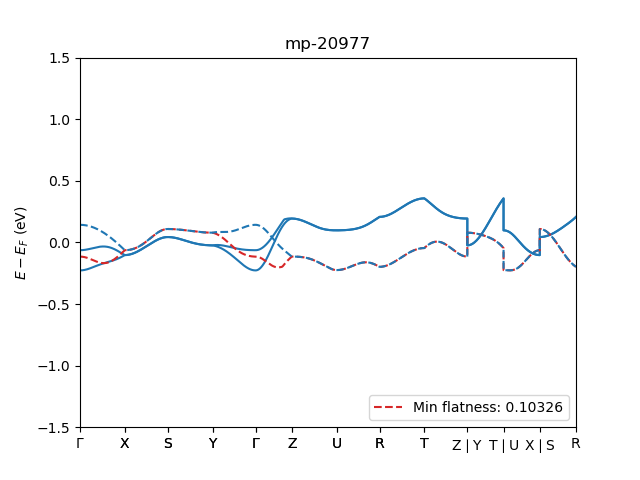 mp-20977
1.5
1.0
0.5
0.0
−0.5
−1.0
−1.5
E − E_F (eV)
Min flatness: 0.10326
Γ X S Y Γ Z U R T Z | Y T | U X | S R